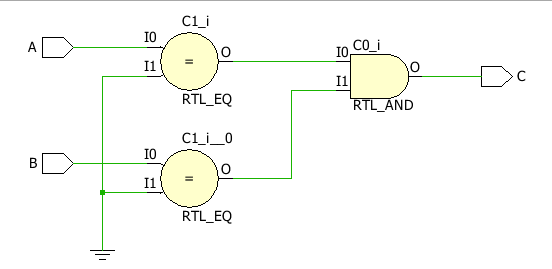 C1_i
A
I0
I1
=
O
RTL_EQ
C0_i
I0
I1
O
RTL_AND
C
C1_i__0
B
I0
I1
=
O
RTL_EQ